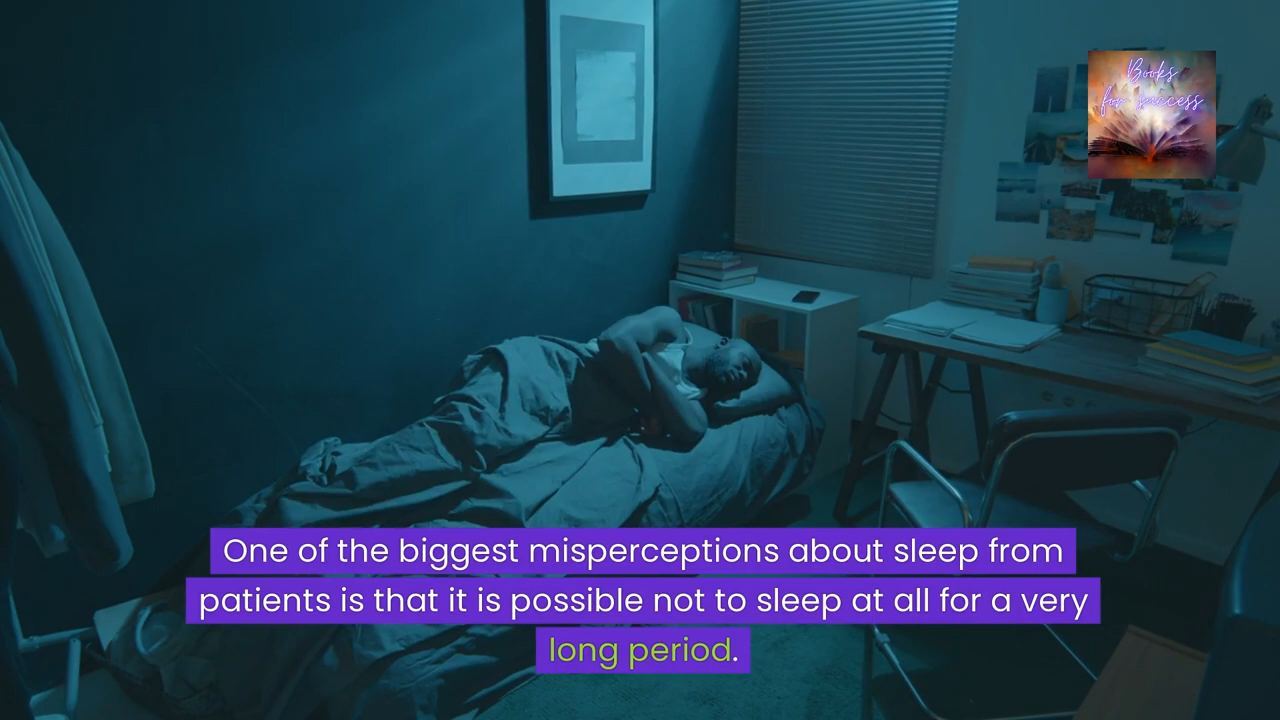 Books
for success
One of the biggest misperceptions about sleep from
patients is that it is possible not to sleep at all for a very
long period.